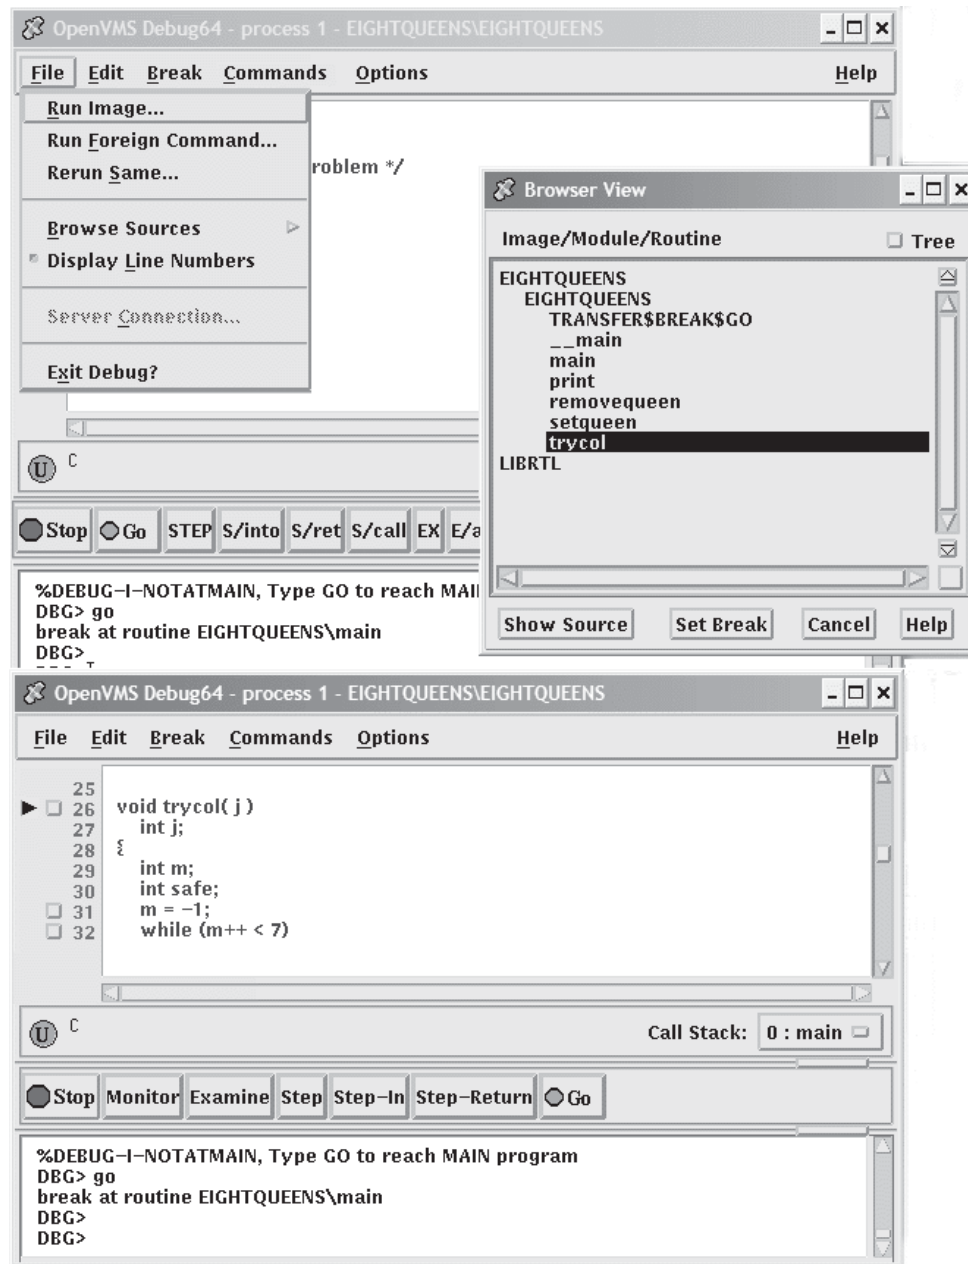 OpenVMS Debug64 - process 1 - EIGHTQUEENS\EIGHTQUEENS
File Edit Break Commands Options Help
Run Image...
Run Foreign Command...
Rerun Same...
Browse Sources
Display Line Numbers
Server Connection...
Exit Debug?
roblem */
U C
Stop Go STEP S/into S/ret S/call EX E/a
%DEBUG-I-NOTATMAIN, Type GO to reach MAI
DBG> go
break at routine EIGHTQUEENS\main
DBG>
Browser View
Image/Module/Routine Tree
EIGHTQUEENS
EIGHTQUEENS
TRANSFER$BREAK$GO
__main
main
print
removequeen
setqueen
trycol
LIBRTL
Show Source Set Break Cancel Help
OpenVMS Debug64 - process 1 - EIGHTQUEENS\EIGHTQUEENS
File Edit Break Commands Options Help
25
26 void trycol( j )
27 int j;
28 {
29 int m;
30 int safe;
31 m = -1;
32 while (m++ < 7)
U C Call Stack: 0 : main
Stop Monitor Examine Step Step-In Step-Return Go
%DEBUG-I-NOTATMAIN, Type GO to reach MAIN program
DBG> go
break at routine EIGHTQUEENS\main
DBG>
DBG>